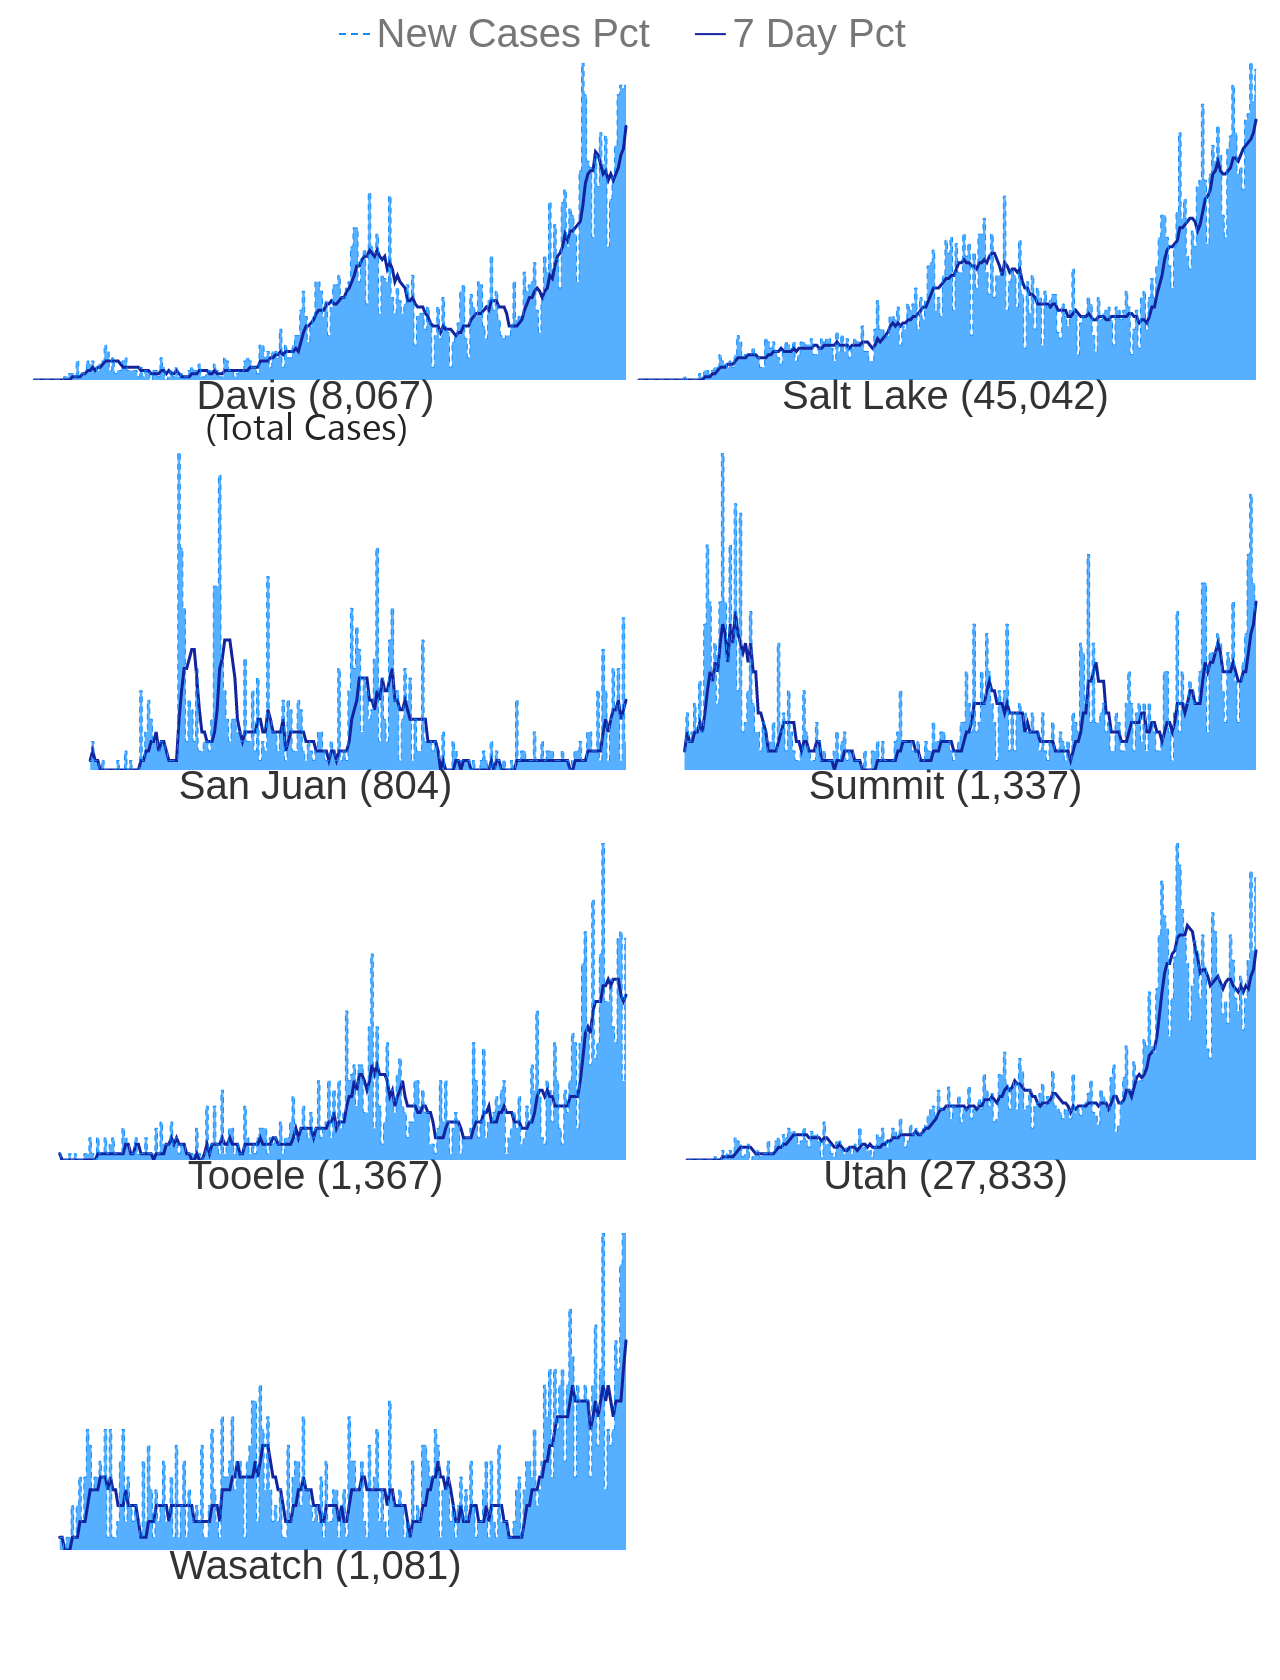 New Cases Pct 7 Day Pct
Davis (8,067) Salt Lake (45,042)
(Total Cases)
San Juan (804) Summit (1,337)
Tooele (1,367) Utah (27,833)
Wasatch (1,081)